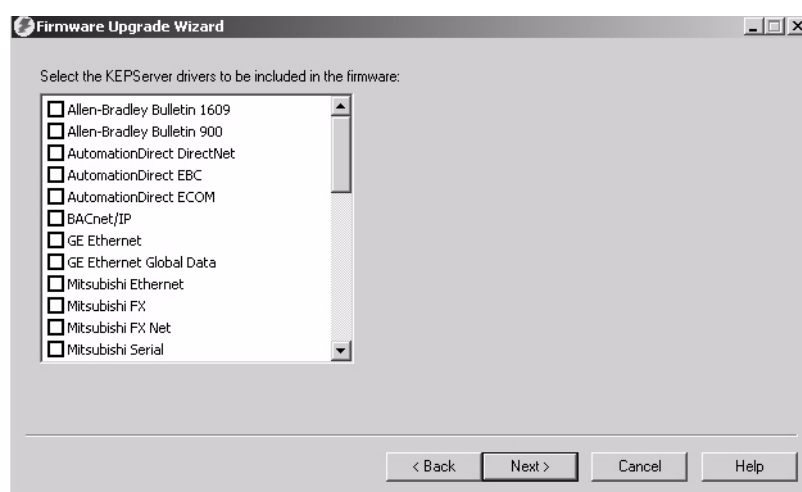 Firmware Upgrade Wizard
Select the KEPServer drivers to be included in the firmware:
Allen-Bradley Bulletin 1609
Allen-Bradley Bulletin 900
AutomationDirect DirectNet
AutomationDirect EBC
AutomationDirect ECOM
BACnet/IP
GE Ethernet
GE Ethernet Global Data
Mitsubishi Ethernet
Mitsubishi FX
Mitsubishi FX Net
Mitsubishi Serial
< Back Next > Cancel Help